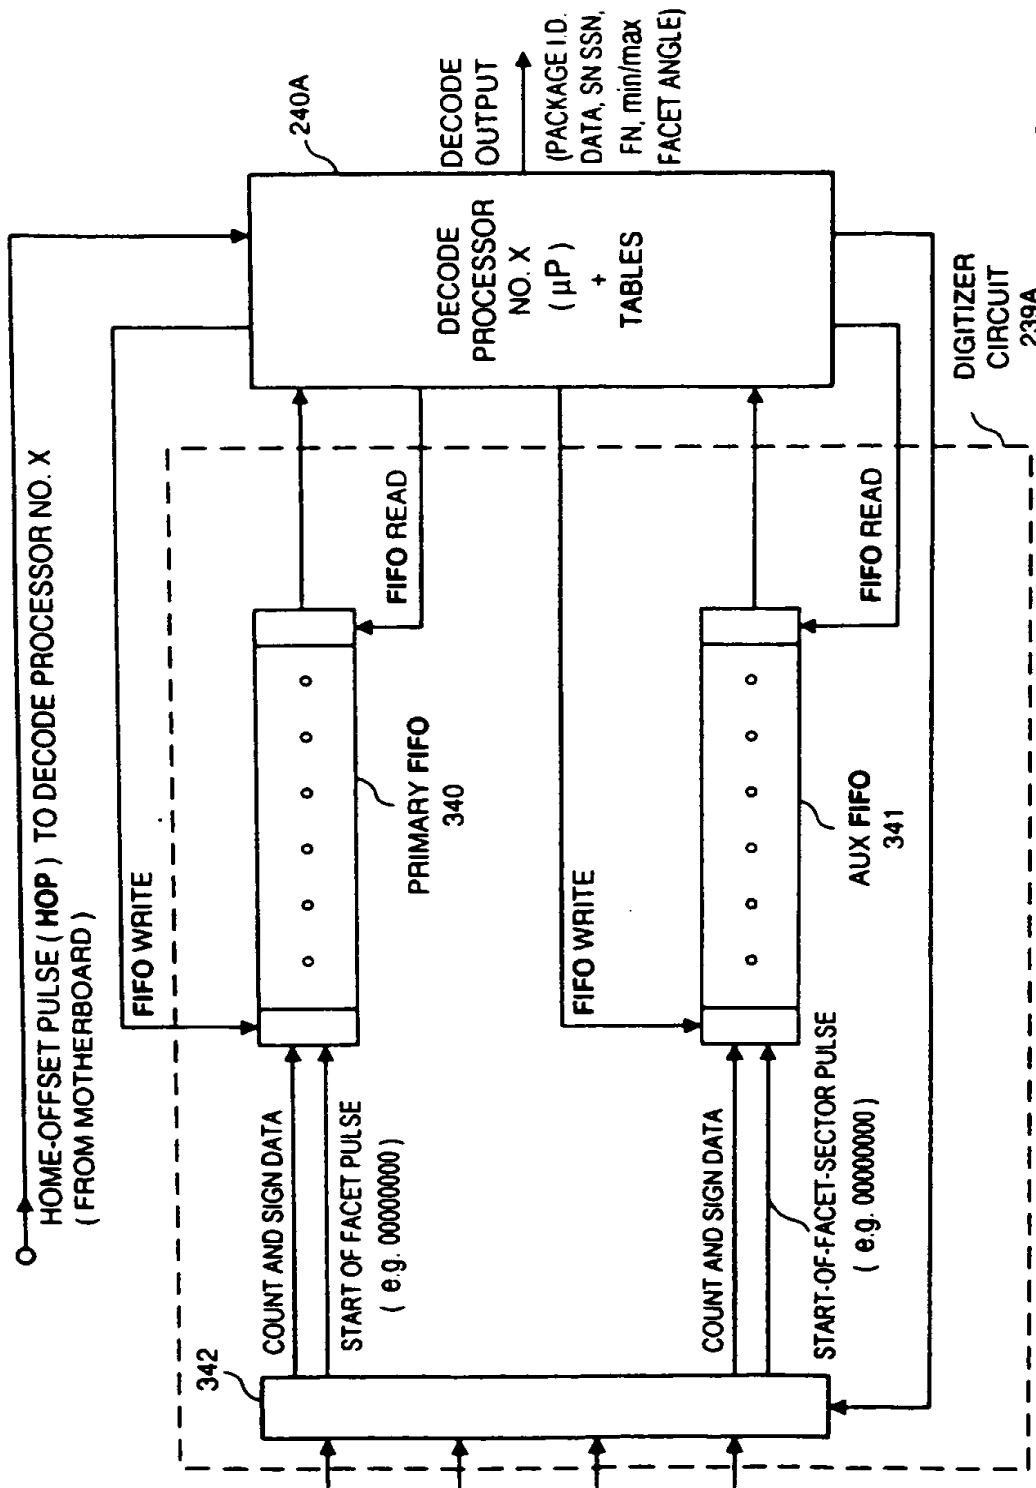 HOME-OFFSET PULSE ( HOP ) TO DECODE PROCESSOR NO. X
( FROM MOTHERBOARD )
FIFO WRITE
342
COUNT AND SIGN DATA
START OF FACET PULSE
( e.g. 00000000 )
PRIMARY FIFO
340
FIFO READ
FIFO WRITE
COUNT AND SIGN DATA
START-OF-FACET-SECTOR PULSE
( e.g. 00000000 )
AUX FIFO
341
FIFO READ
240A
DECODE
PROCESSOR
NO. X
( μP )
+
TABLES
DECODE
OUTPUT
(PACKAGE I.D.
DATA, SN SSN,
FN, min/max
FACET ANGLE)
DIGITIZER
CIRCUIT
239A